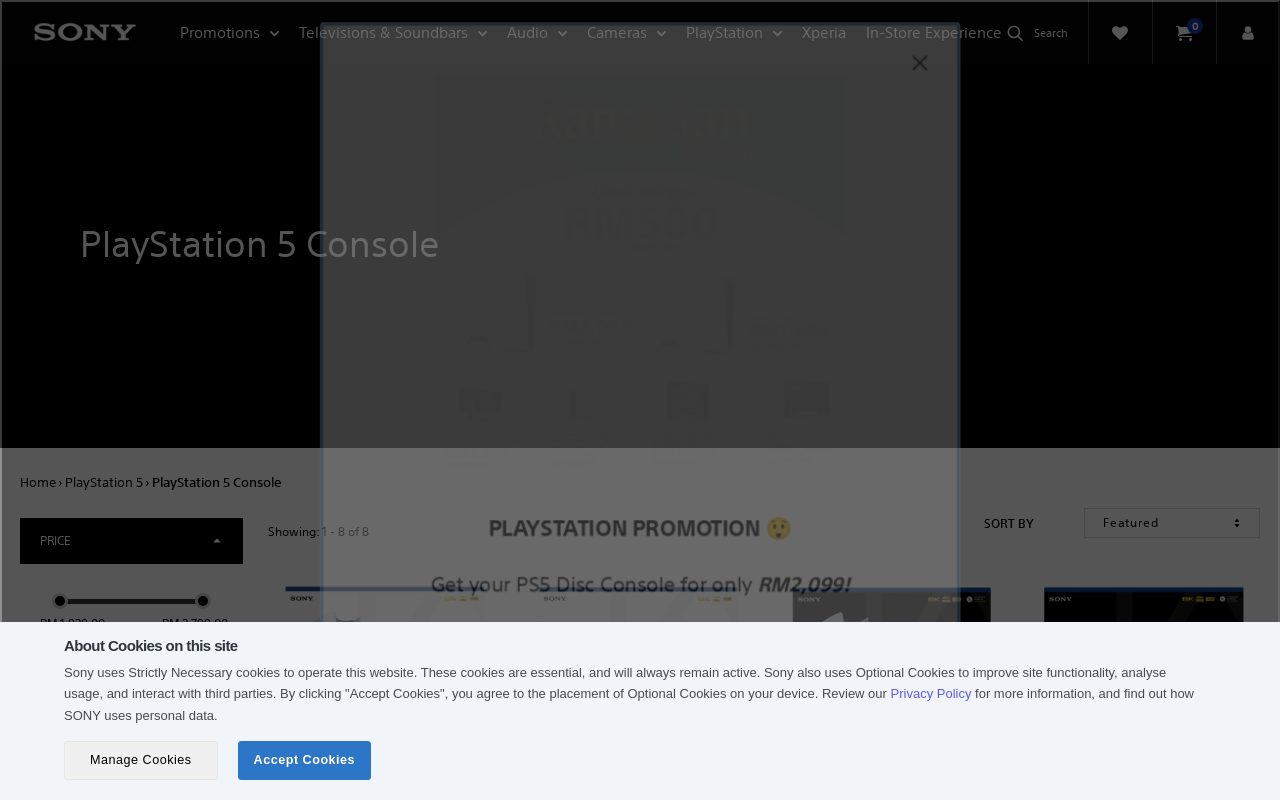 SONY
Promotions
Televisions & Soundbars
Audio
Cameras
PlayStation
Xperia
In-Store Experience
Search
0
RM500
PlayStation 5 Console
Home › PlayStation 5 › PlayStation 5 Console
PRICE
Showing: 1 - 8 of 8
SORT BY
Featured
PLAYSTATION PROMOTION 😲
Get your PS5 Disc Console for only RM2,099!
SONY
SONY
SONY
About Cookies on this site
Sony uses Strictly Necessary cookies to operate this website. These cookies are essential, and will always remain active. Sony also uses Optional Cookies to improve site functionality, analyse
usage, and interact with third parties. By clicking "Accept Cookies", you agree to the placement of Optional Cookies on your device. Review our Privacy Policy for more information, and find out how
SONY uses personal data.
Manage Cookies
Accept Cookies